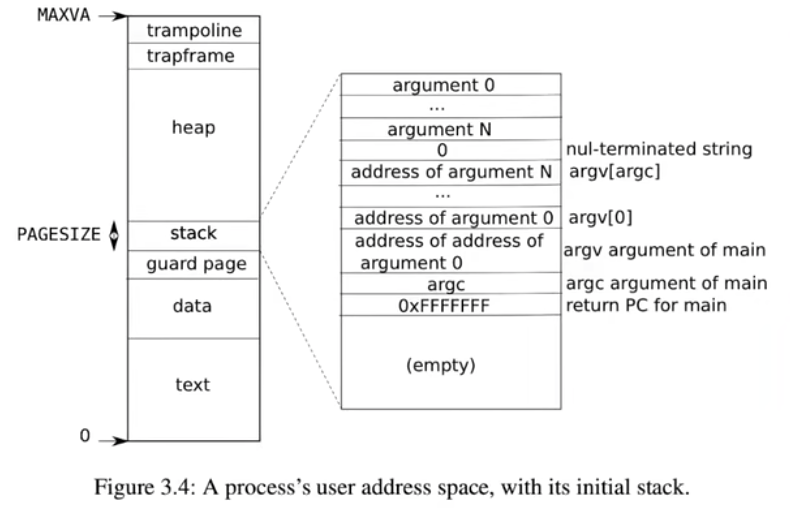 MAXVA
trampoline
trapframe
heap
PAGESIZE
stack
guard page
data
text
0
argument 0
...
argument N
0
nul-terminated string
address of argument N
argv[argc]
...
address of argument 0
argv[0]
address of address of
argument 0
argv argument of main
argc
argc argument of main
0xFFFFFFF
return PC for main
(empty)
Figure 3.4: A process’s user address space, with its initial stack.